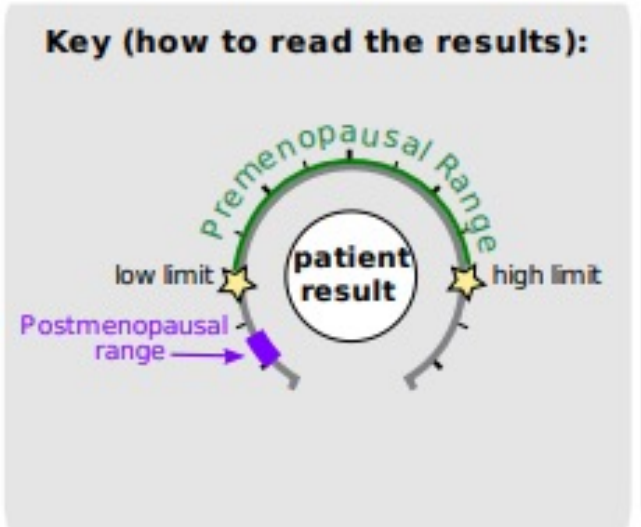 Key (how to read the results):
Premenopausal Range
patient
result
low limit
high limit
Postmenopausal
range